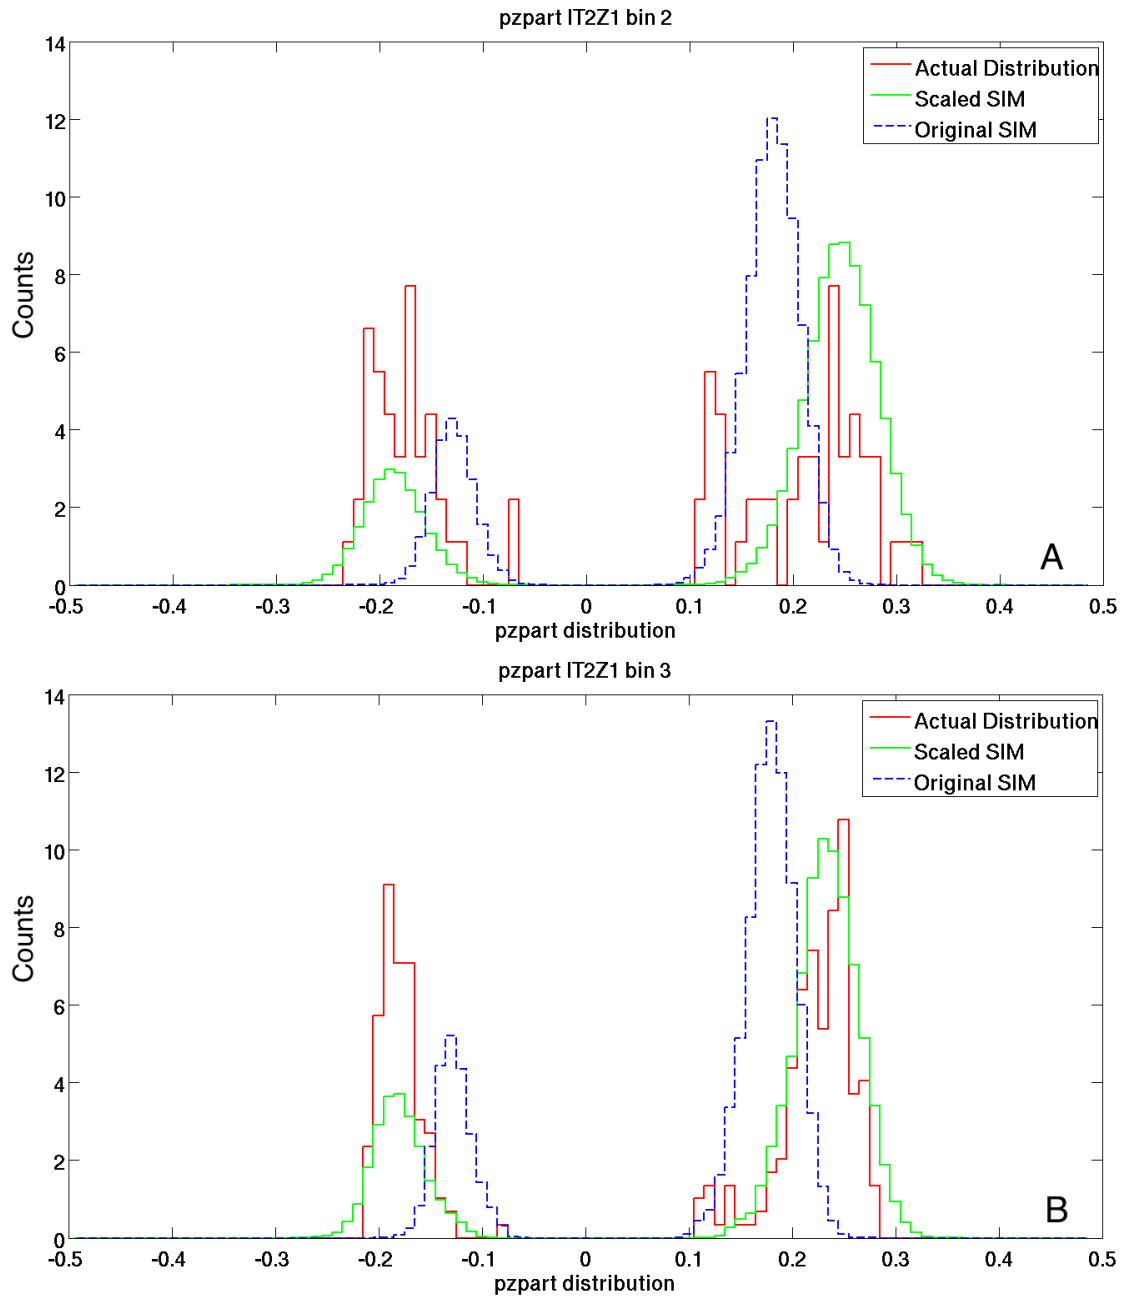 pzpart IT2Z1 bin 2
14
12
10
8
6
4
2
0
Counts
Actual Distribution
Scaled SIM
Original SIM
A
-0.5 -0.4 -0.3 -0.2 -0.1 0 0.1 0.2 0.3 0.4 0.5
pzpart distribution
pzpart IT2Z1 bin 3
14
12
10
8
6
4
2
0
Counts
Actual Distribution
Scaled SIM
Original SIM
B
-0.5 -0.4 -0.3 -0.2 -0.1 0 0.1 0.2 0.3 0.4 0.5
pzpart distribution